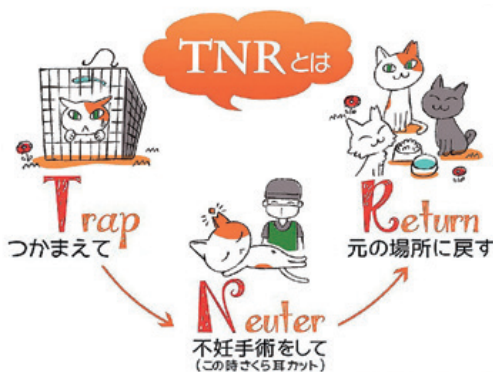 TNRとは
Trap
つかまえて
Neuter
不妊手術をして
(この時さくら耳カット)
Return
元の場所に戻す